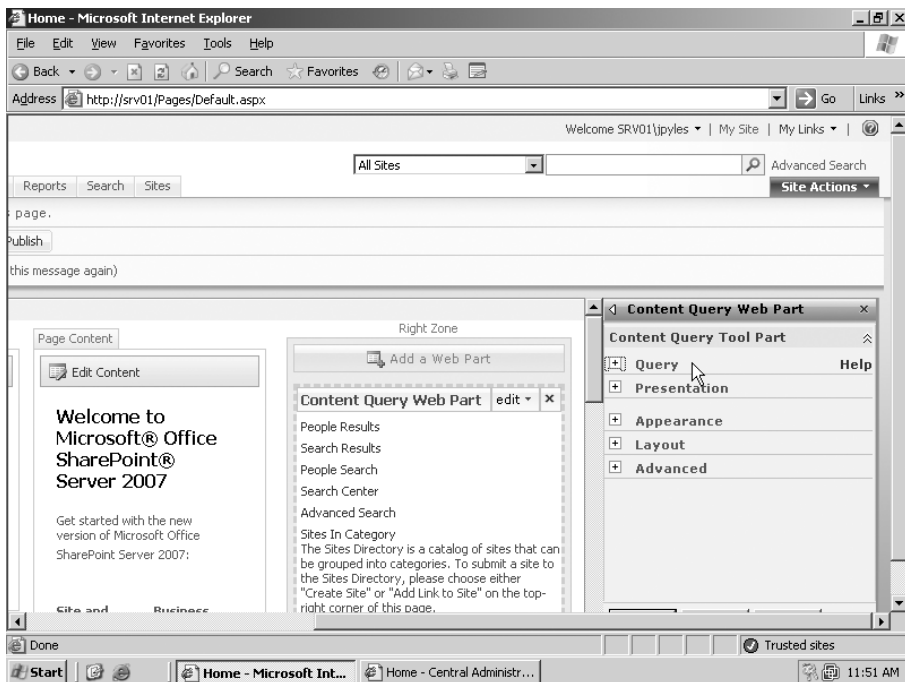 Home - Microsoft Internet Explorer
File Edit View Favorites Tools Help
Back Search Favorites
Address http://srv01/Pages/Default.aspx Go Links »
Welcome SRV01\jpyles | My Site | My Links |
All Sites Advanced Search
Reports Search Sites Site Actions
page.
Publish
this message again)
Content Query Web Part
Right Zone
Content Query Tool Part
Page Content
Add a Web Part
Query Help
Edit Content
Presentation
Content Query Web Part edit
Welcome to
Microsoft® Office
SharePoint®
Server 2007
People Results
Search Results
People Search
Search Center
Advanced Search
Sites In Category
The Sites Directory is a catalog of sites that can
be grouped into categories. To submit a site to
the Sites Directory, please choose either
"Create Site" or "Add Link to Site" on the top-
right corner of this page.
Appearance
Layout
Advanced
Get started with the new
version of Microsoft Office
SharePoint Server 2007:
Site and Business
Done Trusted sites
Start Home - Microsoft Int... Home - Central Administr... 11:51 AM